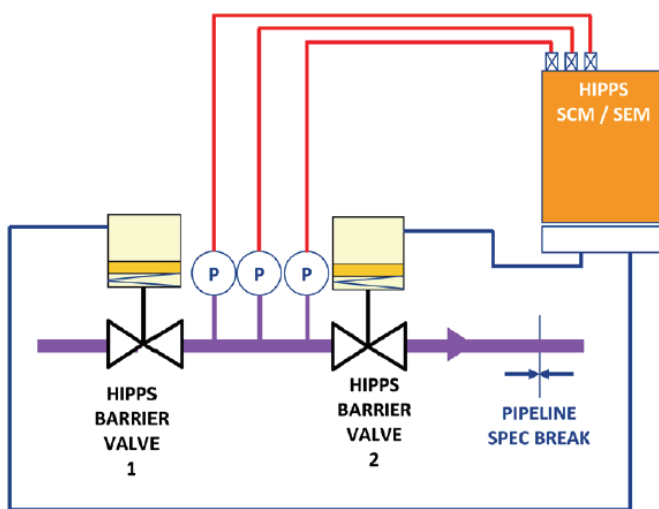 HIPPS
SCM / SEM
P
P
P
HIPPS
BARRIER
VALVE
1
HIPPS
BARRIER
VALVE
2
PIPELINE
SPEC BREAK